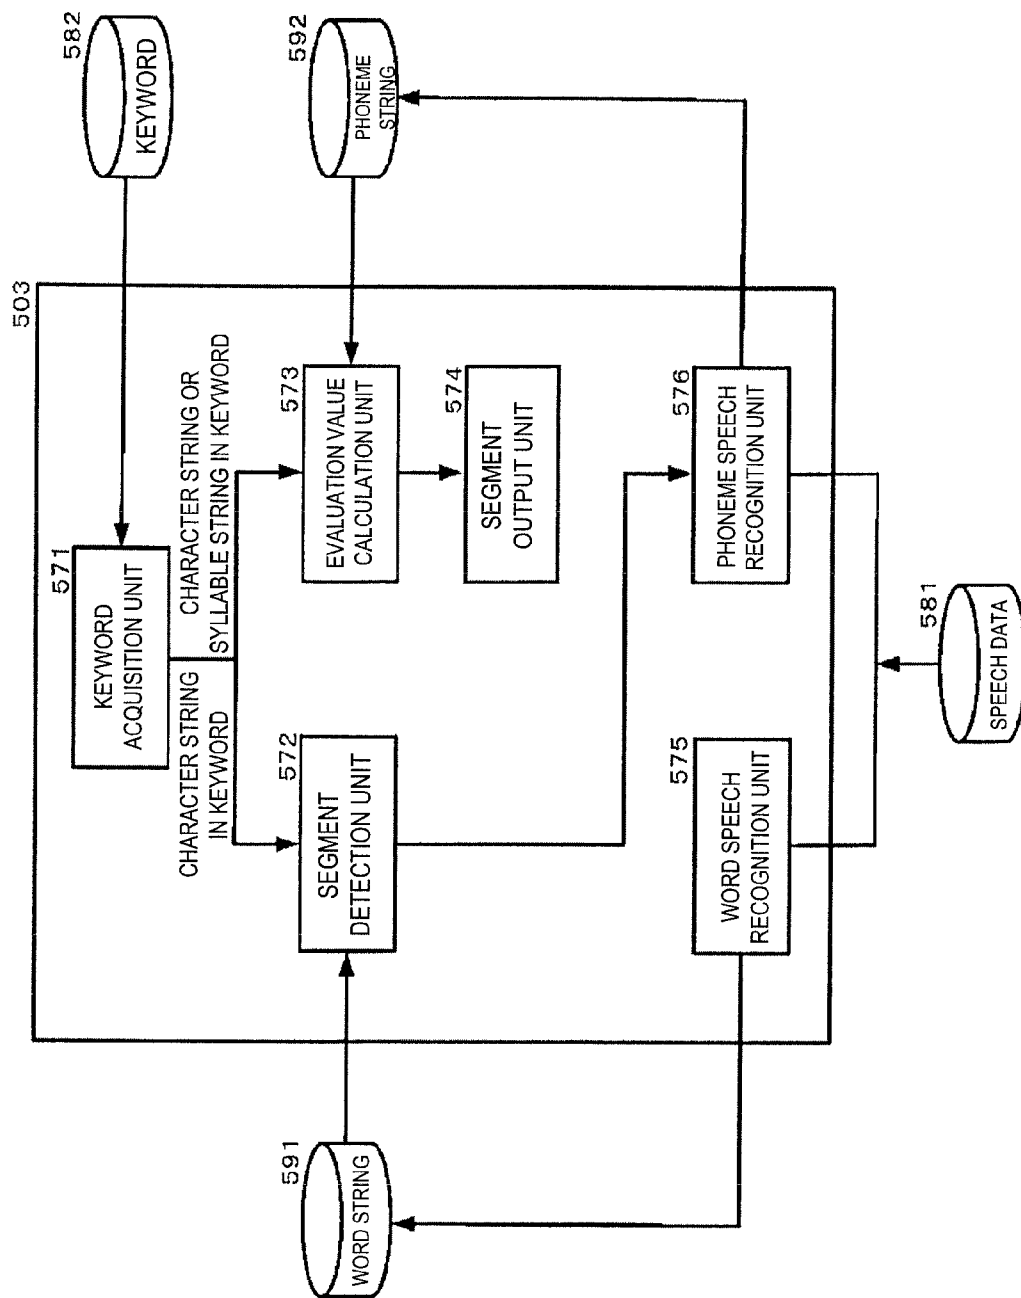 582
KEYWORD
503
571
KEYWORD
ACQUISITION UNIT
CHARACTER STRING
IN KEYWORD
CHARACTER STRING OR
SYLLABLE STRING IN KEYWORD
591
WORD STRING
572
SEGMENT
DETECTION UNIT
573
EVALUATION VALUE
CALCULATION UNIT
592
PHONEME
STRING
574
SEGMENT
OUTPUT UNIT
575
WORD SPEECH
RECOGNITION UNIT
576
PHONEME SPEECH
RECOGNITION UNIT
581
SPEECH DATA